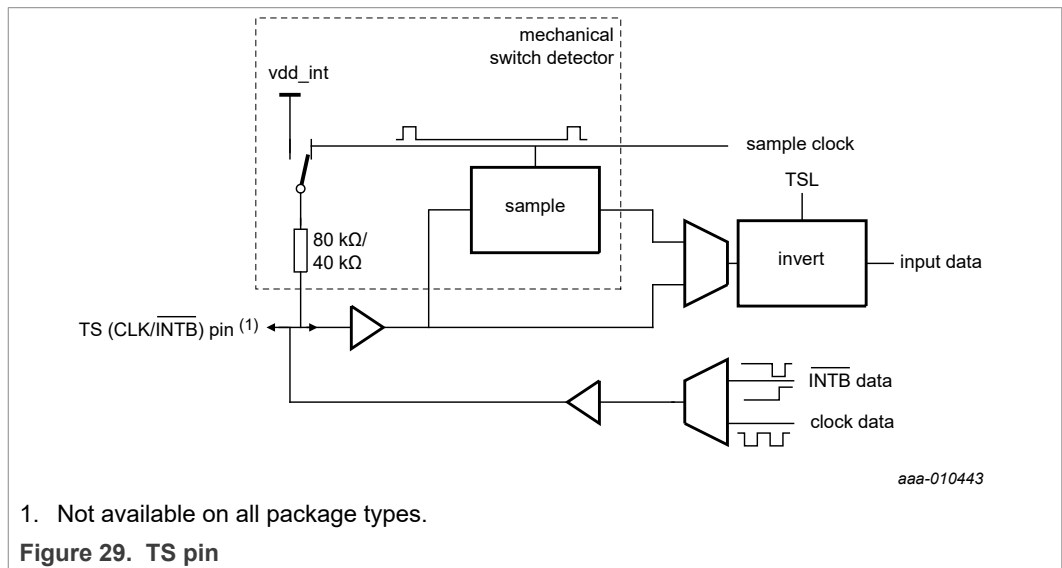 mechanical
switch detector
vdd_int
sample clock
TSL
sample
80 kΩ/
40 kΩ
invert
input data
TS (CLK/INTB) pin (1)
INTB data
clock data
aaa-010443
1. Not available on all package types.
Figure 29. TS pin